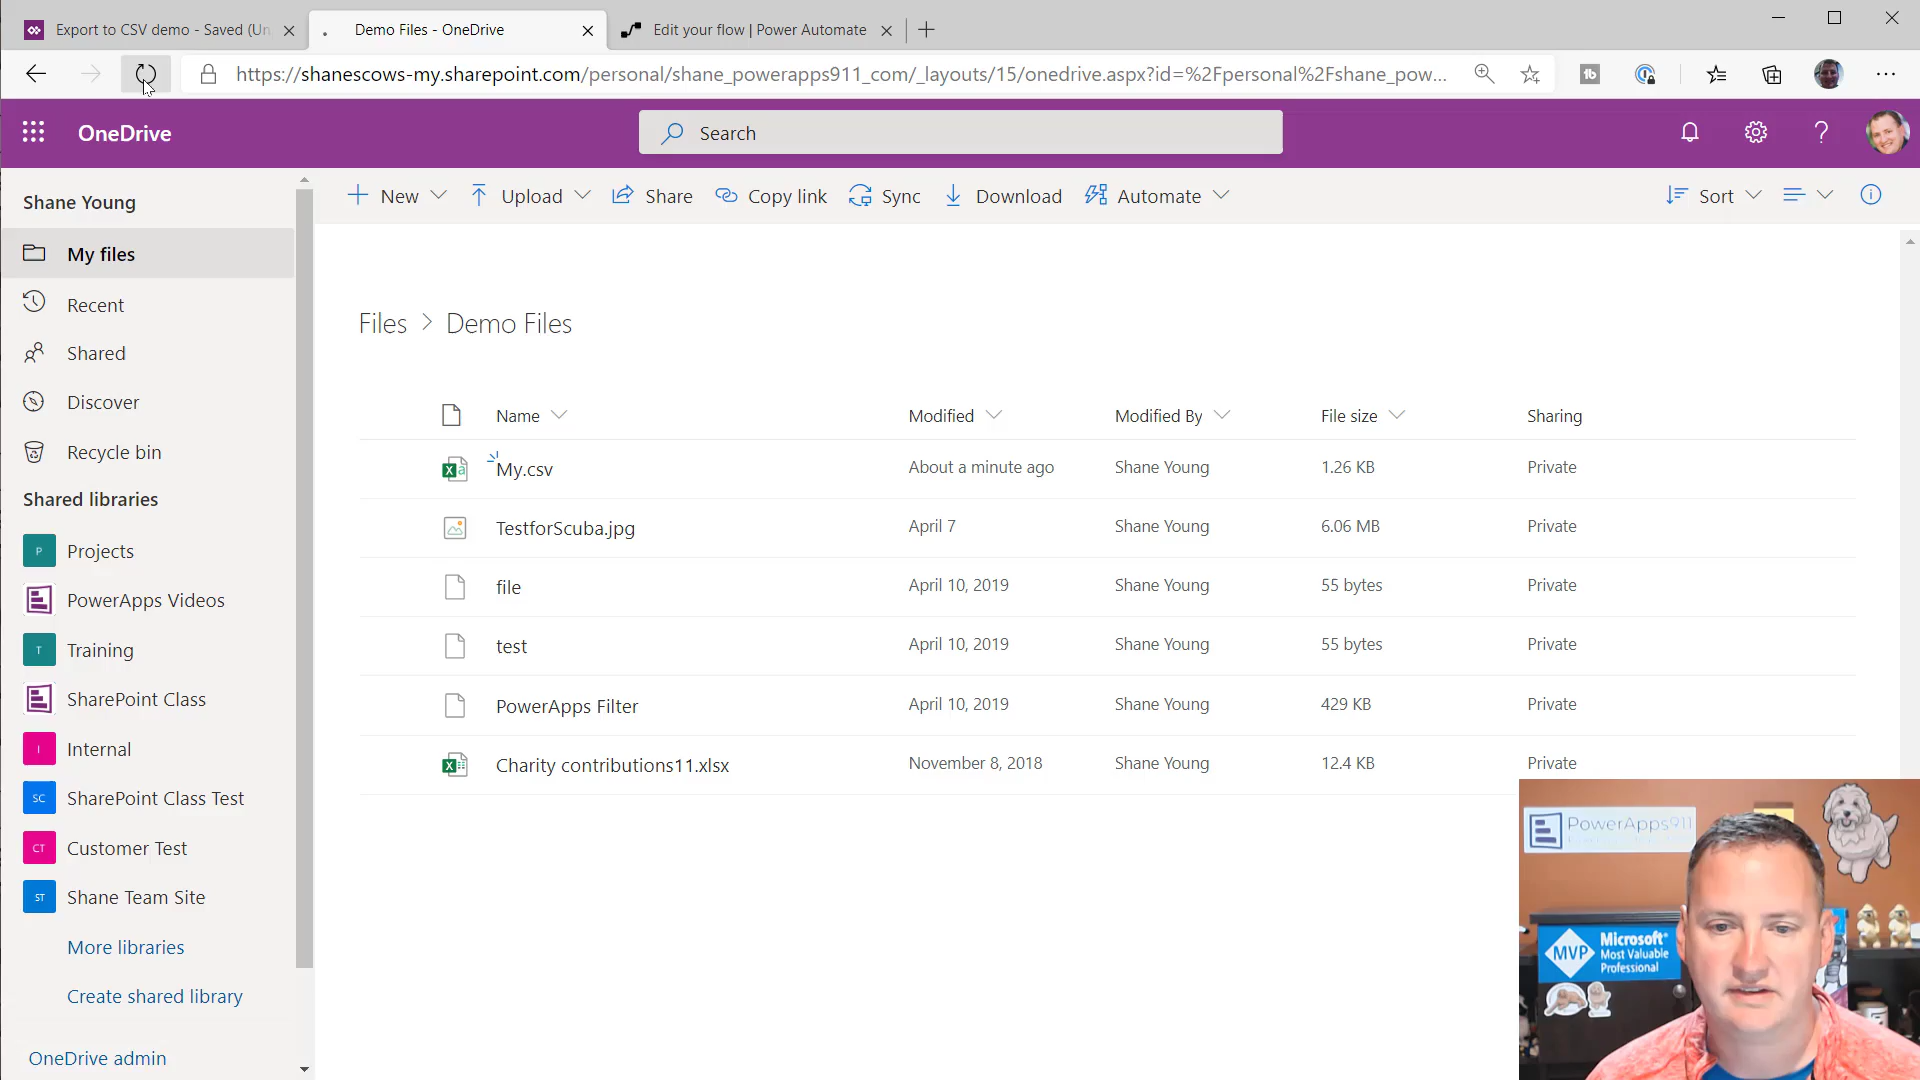 Export to CSV demo - Saved (Un
Demo Files - OneDrive
Edit your flow | Power Automate
https://shanescows-my.sharepoint.com/personal/shane_powerapps911_com/_layouts/15/onedrive.aspx?id=%2Fpersonal%2Fshane_pow...
OneDrive
Search
Shane Young
New
Upload
Share
Copy link
Sync
Download
Automate
Sort
My files
Recent
Shared
Discover
Recycle bin
Shared libraries
P Projects
PowerApps Videos
T Training
SharePoint Class
I Internal
SC SharePoint Class Test
CT Customer Test
ST Shane Team Site
More libraries
Create shared library
OneDrive admin
Files > Demo Files
Name Modified Modified By File size Sharing
My.csv About a minute ago Shane Young 1.26 KB Private
TestforScuba.jpg April 7 Shane Young 6.06 MB Private
file April 10, 2019 Shane Young 55 bytes Private
test April 10, 2019 Shane Young 55 bytes Private
PowerApps Filter April 10, 2019 Shane Young 429 KB Private
Charity contributions11.xlsx November 8, 2018 Shane Young 12.4 KB Private
PowerApps911
MVP
Microsoft®
Most Valuable
Professional